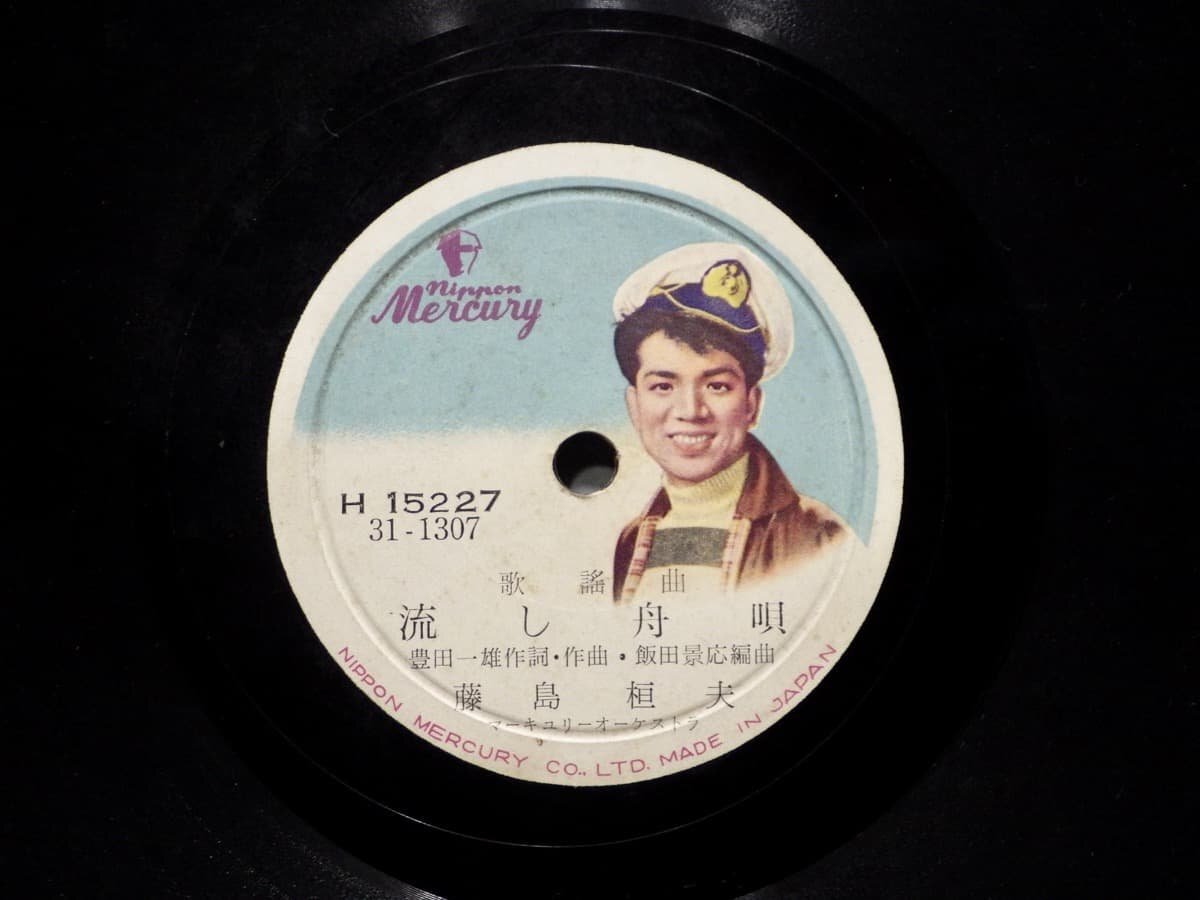 nippon
Mercury
H 15227
31-1307
歌謡曲
流し舟唄
豊田一雄作詞・作曲・飯田景応編曲
藤島桓夫
マーキュリーオーケストラ
NIPPON MERCURY CO., LTD. MADE IN JAPAN